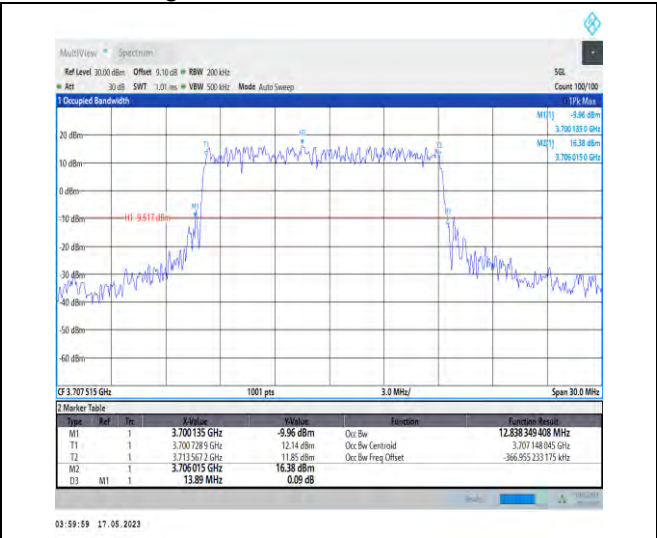 MultiView Spectrum
Ref Level 30.00 dBm Offset 9.10 dB RBW 200 kHz SGL
Att 30 dB SWT 1.01 ms VBW 500 kHz Mode Auto Sweep Count 100/100
1 Occupied Bandwidth 1Pk Max
M1[1] -9.96 dBm
3.700 135 0 GHz
20 dBm M2[1] 16.38 dBm
3.706 015 0 GHz
10 dBm
0 dBm
-10 dBm H1 -9.617 dBm
-20 dBm
-30 dBm
-40 dBm
-50 dBm
-60 dBm
CF 3.707 515 GHz 1001 pts 3.0 MHz/ Span 30.0 MHz
2 Marker Table
Type Ref Trc X-Value Y-Value Function Function Result
M1 1 3.700135 GHz -9.96 dBm Occ Bw 12.838 349 408 MHz
T1 1 3.700 728 9 GHz 12.14 dBm Occ Bw Centroid 3.707 148 045 GHz
T2 1 3.713 567 2 GHz 11.85 dBm Occ Bw Freq Offset -366.955 233 175 kHz
M2 1 3.706015 GHz 16.38 dBm
D3 M1 1 13.89 MHz 0.09 dB
03:59:59 17.05.2023